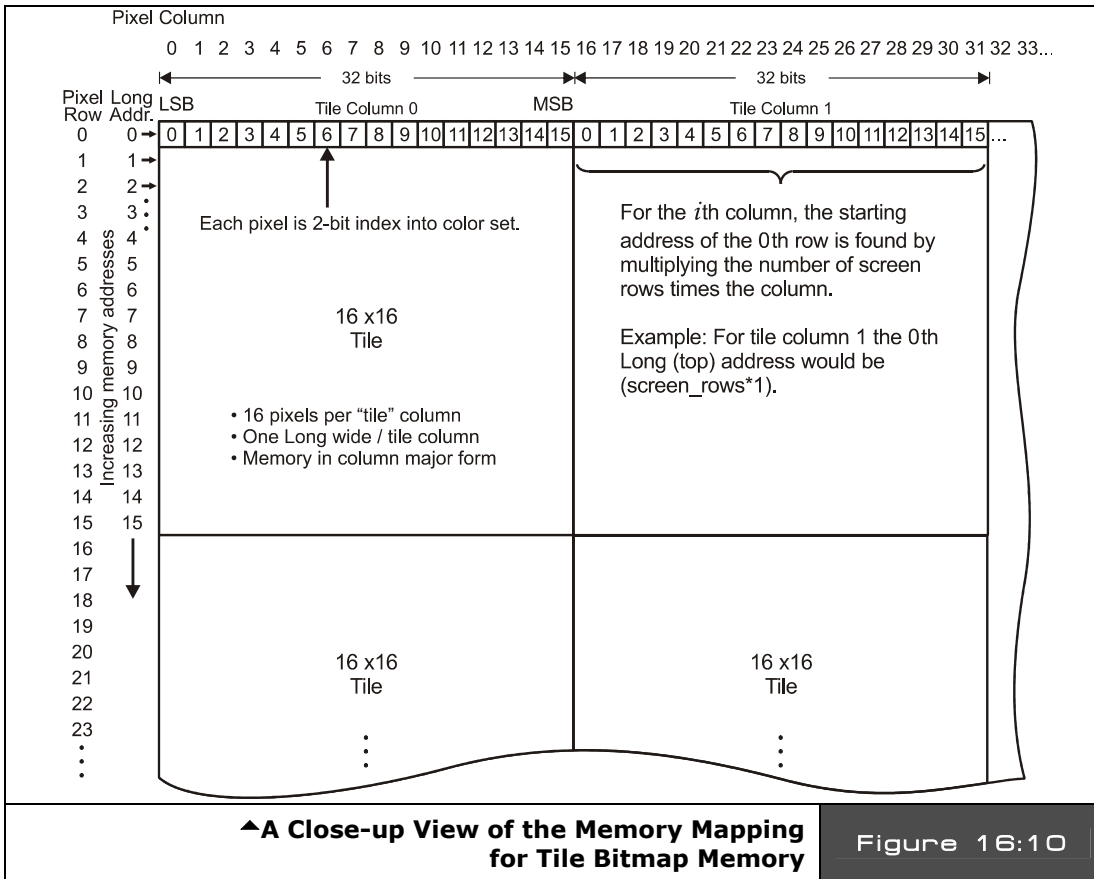 Pixel Column
0 1 2 3 4 5 6 7 8 9 10 11 12 13 14 15 16 17 18 19 20 21 22 23 24 25 26 27 28 29 30 31 32 33...
32 bits 32 bits
Pixel Row Long Addr. LSB Tile Column 0 MSB Tile Column 1
0 0 0 1 2 3 4 5 6 7 8 9 10 11 12 13 14 15 0 1 2 3 4 5 6 7 8 9 10 11 12 13 14 15 ...
1 1
2 2
3 3
4 4
5 5
6 6
7 7
8 8
9 9
10 10
11 11
12 12
13 13
14 14
15 15
16
17
18
19
20
21
22
23
Increasing memory addresses
Each pixel is 2-bit index into color set.
16 x16
Tile
• 16 pixels per “tile” column
• One Long wide / tile column
• Memory in column major form
For the ith column, the starting
address of the 0th row is found by
multiplying the number of screen
rows times the column.
Example: For tile column 1 the 0th
Long (top) address would be
(screen_rows*1).
16 x16
Tile
16 x16
Tile
A Close-up View of the Memory Mapping
for Tile Bitmap Memory
Figure 16:10